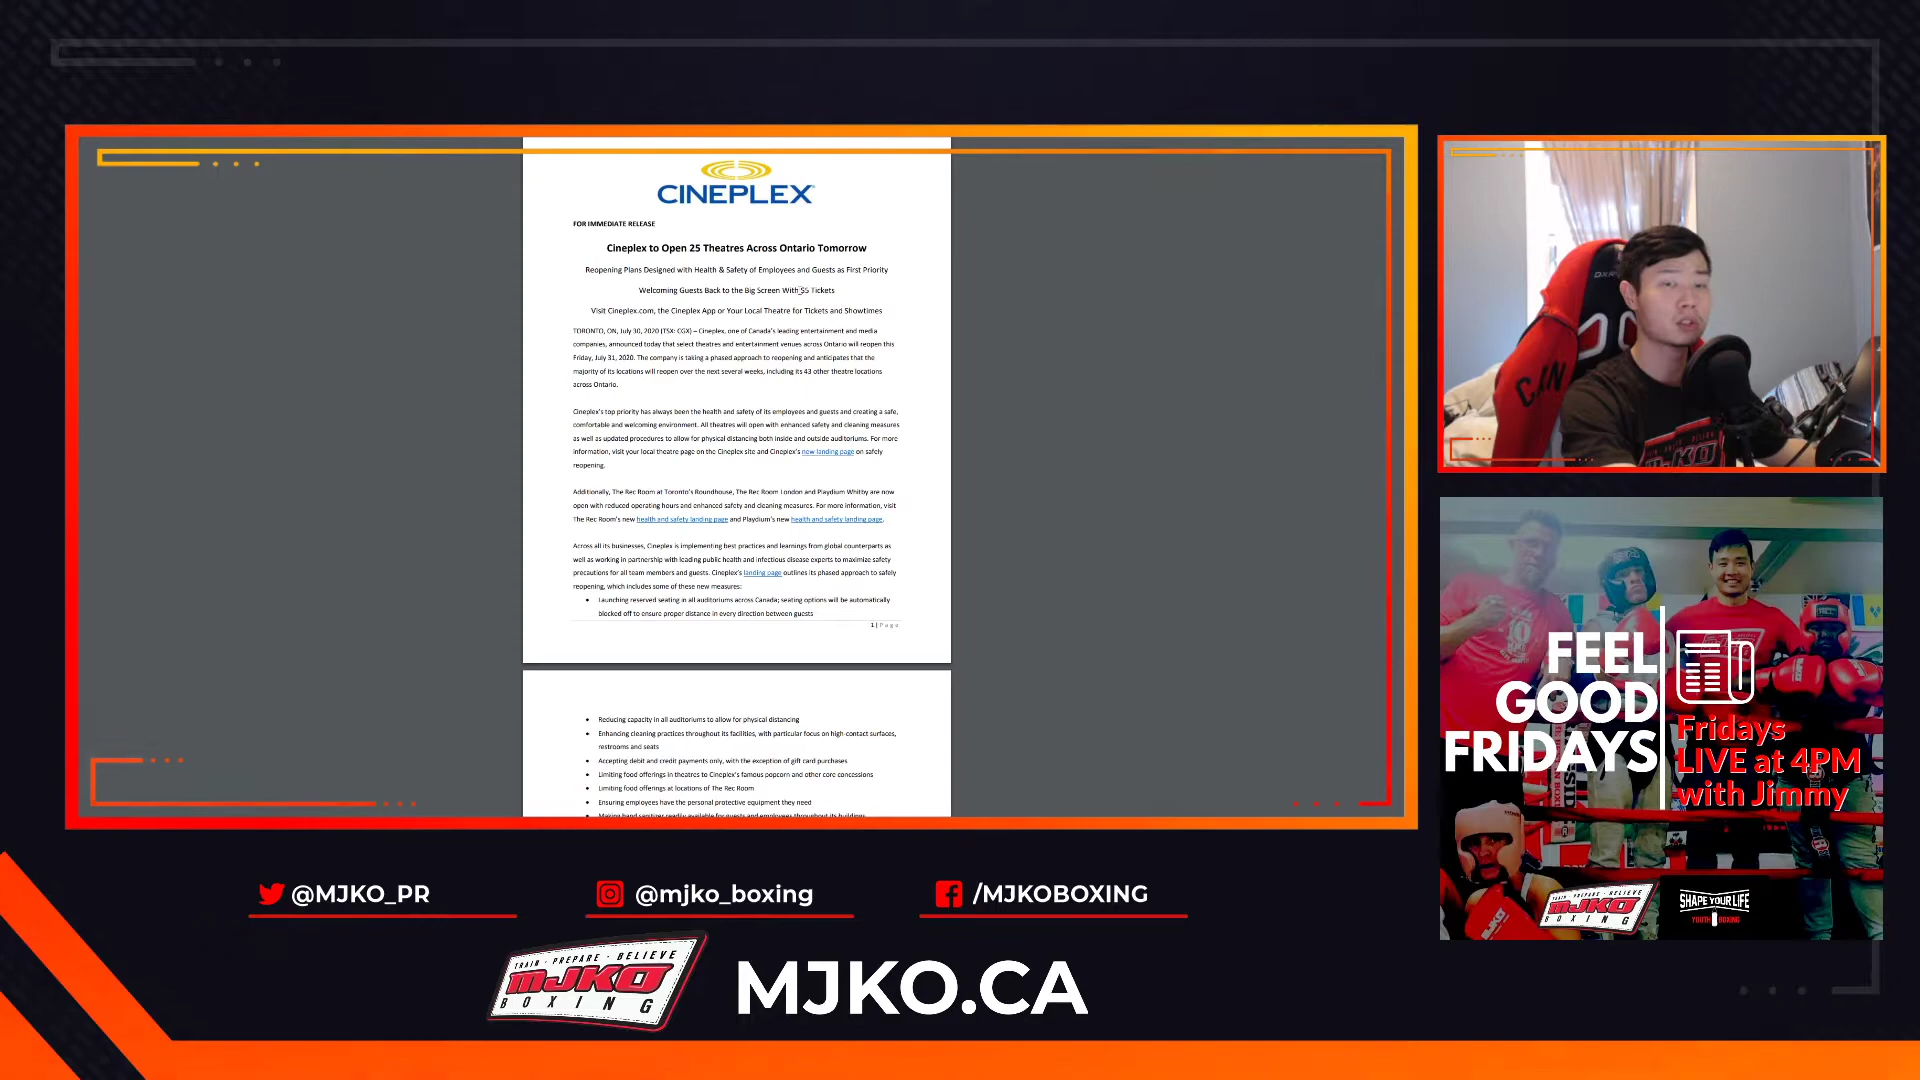 CINEPLEX
FOR IMMEDIATE RELEASE
Cineplex to Open 25 Theatres Across Ontario Tomorrow
Reopening Plans Designed with Health & Safety of Employees and Guests as First Priority
Welcoming Guests Back to the Big Screen With $5 Tickets
Visit Cineplex.com, the Cineplex App or Your Local Theatre for Tickets and Showtimes
TORONTO, ON, July 30, 2020 (TSX: CGX) – Cineplex, one of Canada's leading entertainment and media
companies, announced today that select theatres and entertainment venues across Ontario will reopen this
Friday, July 31, 2020. The company is taking a phased approach to reopening and anticipates that the
majority of its locations will reopen over the next several weeks, including its 43 other theatre locations
across Ontario.
Cineplex's top priority has always been the health and safety of its employees and guests and creating a safe,
comfortable and welcoming environment. All theatres will open with enhanced safety and cleaning measures
as well as updated procedures to allow for physical distancing both inside and outside auditoriums. For more
information, visit your local theatre page on the Cineplex site and Cineplex's new landing page on safely
reopening.
Additionally, The Rec Room at Toronto's Roundhouse, The Rec Room London and Playdium Whitby are now
open with reduced operating hours and enhanced safety and cleaning measures. For more information, visit
The Rec Room's new health and safety landing page and Playdium's new health and safety landing page.
Across all its businesses, Cineplex is implementing best practices and learnings from global counterparts as
well as working in partnership with leading public health and infectious disease experts to maximize safety
precautions for all team members and guests. Cineplex's landing page outlines its phased approach to safely
reopening, which includes some of these new measures:
• Launching reserved seating in all auditoriums across Canada; seating options will be automatically
blocked off to ensure proper distance in every direction between guests
1 | Page
• Reducing capacity in all auditoriums to allow for physical distancing
• Enhancing cleaning practices throughout its facilities, with particular focus on high-contact surfaces,
restrooms and seats
• Accepting debit and credit payments only, with the exception of gift card purchases
• Limiting food offerings in theatres to Cineplex's famous popcorn and other core concessions
• Limiting food offerings at locations of The Rec Room
• Ensuring employees have the personal protective equipment they need
• Making hand sanitizer readily available for guests and employees throughout its buildings
CAN
MJKO
FEEL
GOOD
FRIDAYS
Fridays
LIVE at 4PM
with Jimmy
TRAIN · PREPARE · BELIEVE
MJKO
BOXING
SHAPE YOUR LIFE
YOUTH BOXING
@MJKO_PR
@mjko_boxing
/MJKOBOXING
TRAIN · PREPARE · BELIEVE
MJKO
BOXING
MJKO.CA